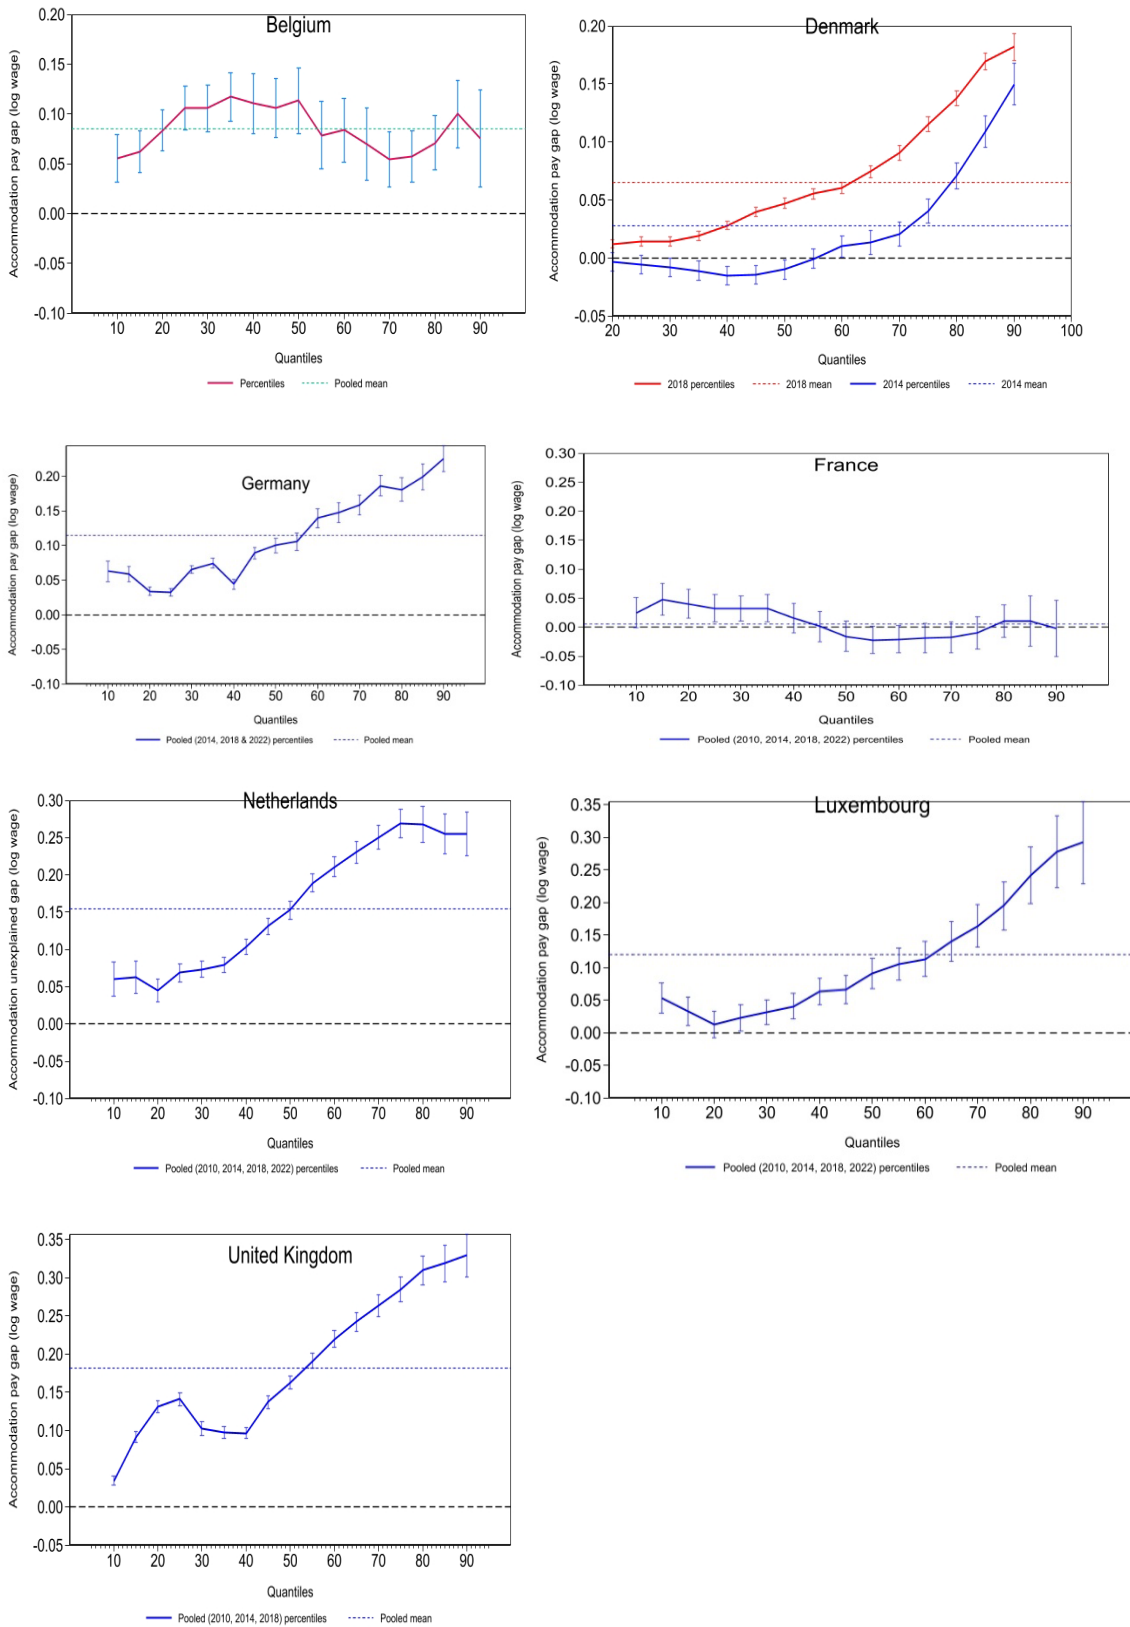 Belgium
Accommodation pay gap (log wage)
0.20
0.15
0.10
0.05
0.00
-0.05
-0.10
10 20 30 40 50 60 70 80 90
Quantiles
Percentiles Pooled mean
Denmark
Accommodation pay gap (log wage)
0.20
0.15
0.10
0.05
0.00
-0.05
20 30 40 50 60 70 80 90 100
Quantiles
2018 percentiles 2018 mean 2014 percentiles 2014 mean
Germany
Accommodation pay gap (log wage)
0.20
0.15
0.10
0.05
0.00
-0.05
-0.10
10 20 30 40 50 60 70 80 90
Quantiles
Pooled (2014, 2018 & 2022) percentiles Pooled mean
France
Accommodation pay gap (log wage)
0.30
0.25
0.20
0.15
0.10
0.05
0.00
-0.05
-0.10
10 20 30 40 50 60 70 80 90
Quantiles
Pooled (2010, 2014, 2018, 2022) percentiles Pooled mean
Netherlands
Accommodation unexplained gap (log wage)
0.30
0.25
0.20
0.15
0.10
0.05
0.00
-0.05
-0.10
10 20 30 40 50 60 70 80 90
Quantiles
Pooled (2010, 2014, 2018, 2022) percentiles Pooled mean
Luxembourg
Accommodation pay gap (log wage)
0.35
0.30
0.25
0.20
0.15
0.10
0.05
0.00
-0.05
-0.10
10 20 30 40 50 60 70 80 90
Quantiles
Pooled (2010, 2014, 2018, 2022) percentiles Pooled mean
United Kingdom
Accommodation pay gap (log wage)
0.35
0.30
0.25
0.20
0.15
0.10
0.05
0.00
-0.05
10 20 30 40 50 60 70 80 90
Quantiles
Pooled (2010, 2014, 2018) percentiles Pooled mean